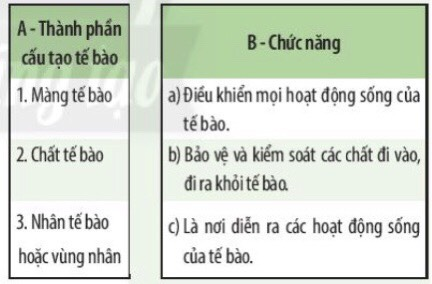 A - Thành phần
cấu tạo tế bào
B - Chức năng
1. Màng tế bào
a) Điều khiển mọi hoạt động sống của
tế bào.
2. Chất tế bào
b) Bảo vệ và kiểm soát các chất đi vào,
đi ra khỏi tế bào.
3. Nhân tế bào
hoặc vùng nhân
c) Là nơi diễn ra các hoạt động sống
của tế bào.